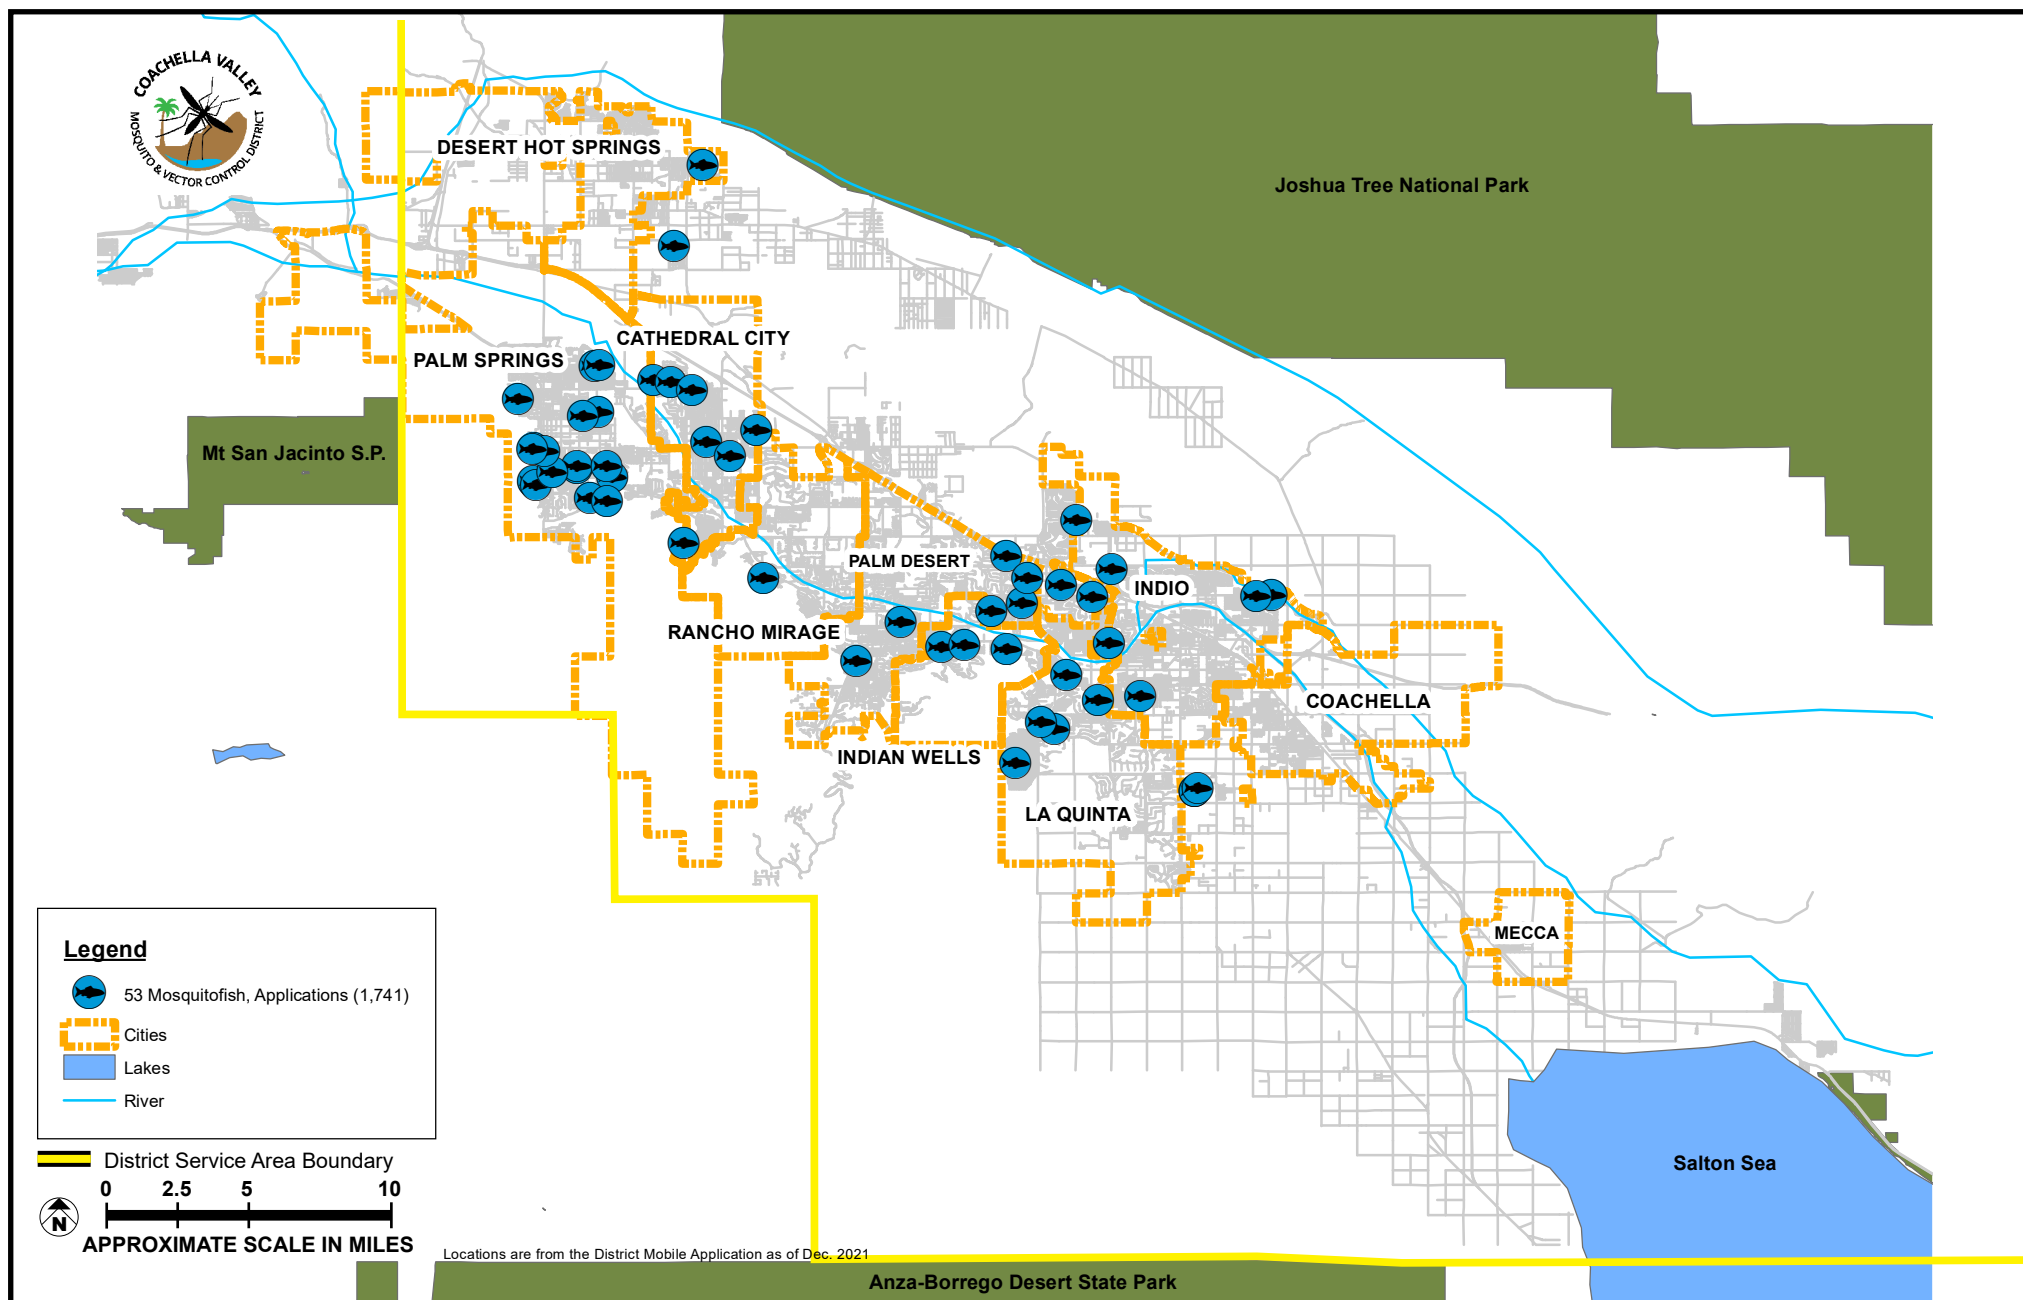 COACHELLA VALLEY
MOSQUITO & VECTOR CONTROL DISTRICT
DESERT HOT SPRINGS
Joshua Tree National Park
CATHEDRAL CITY
PALM SPRINGS
Mt San Jacinto S.P.
PALM DESERT
INDIO
RANCHO MIRAGE
COACHELLA
INDIAN WELLS
LA QUINTA
MECCA
Salton Sea
Legend
53 Mosquitofish, Applications (1,741)
Cities
Lakes
River
District Service Area Boundary
0 2.5 5 10
N
APPROXIMATE SCALE IN MILES
Locations are from the District Mobile Application as of Dec. 2021
Anza-Borrego Desert State Park